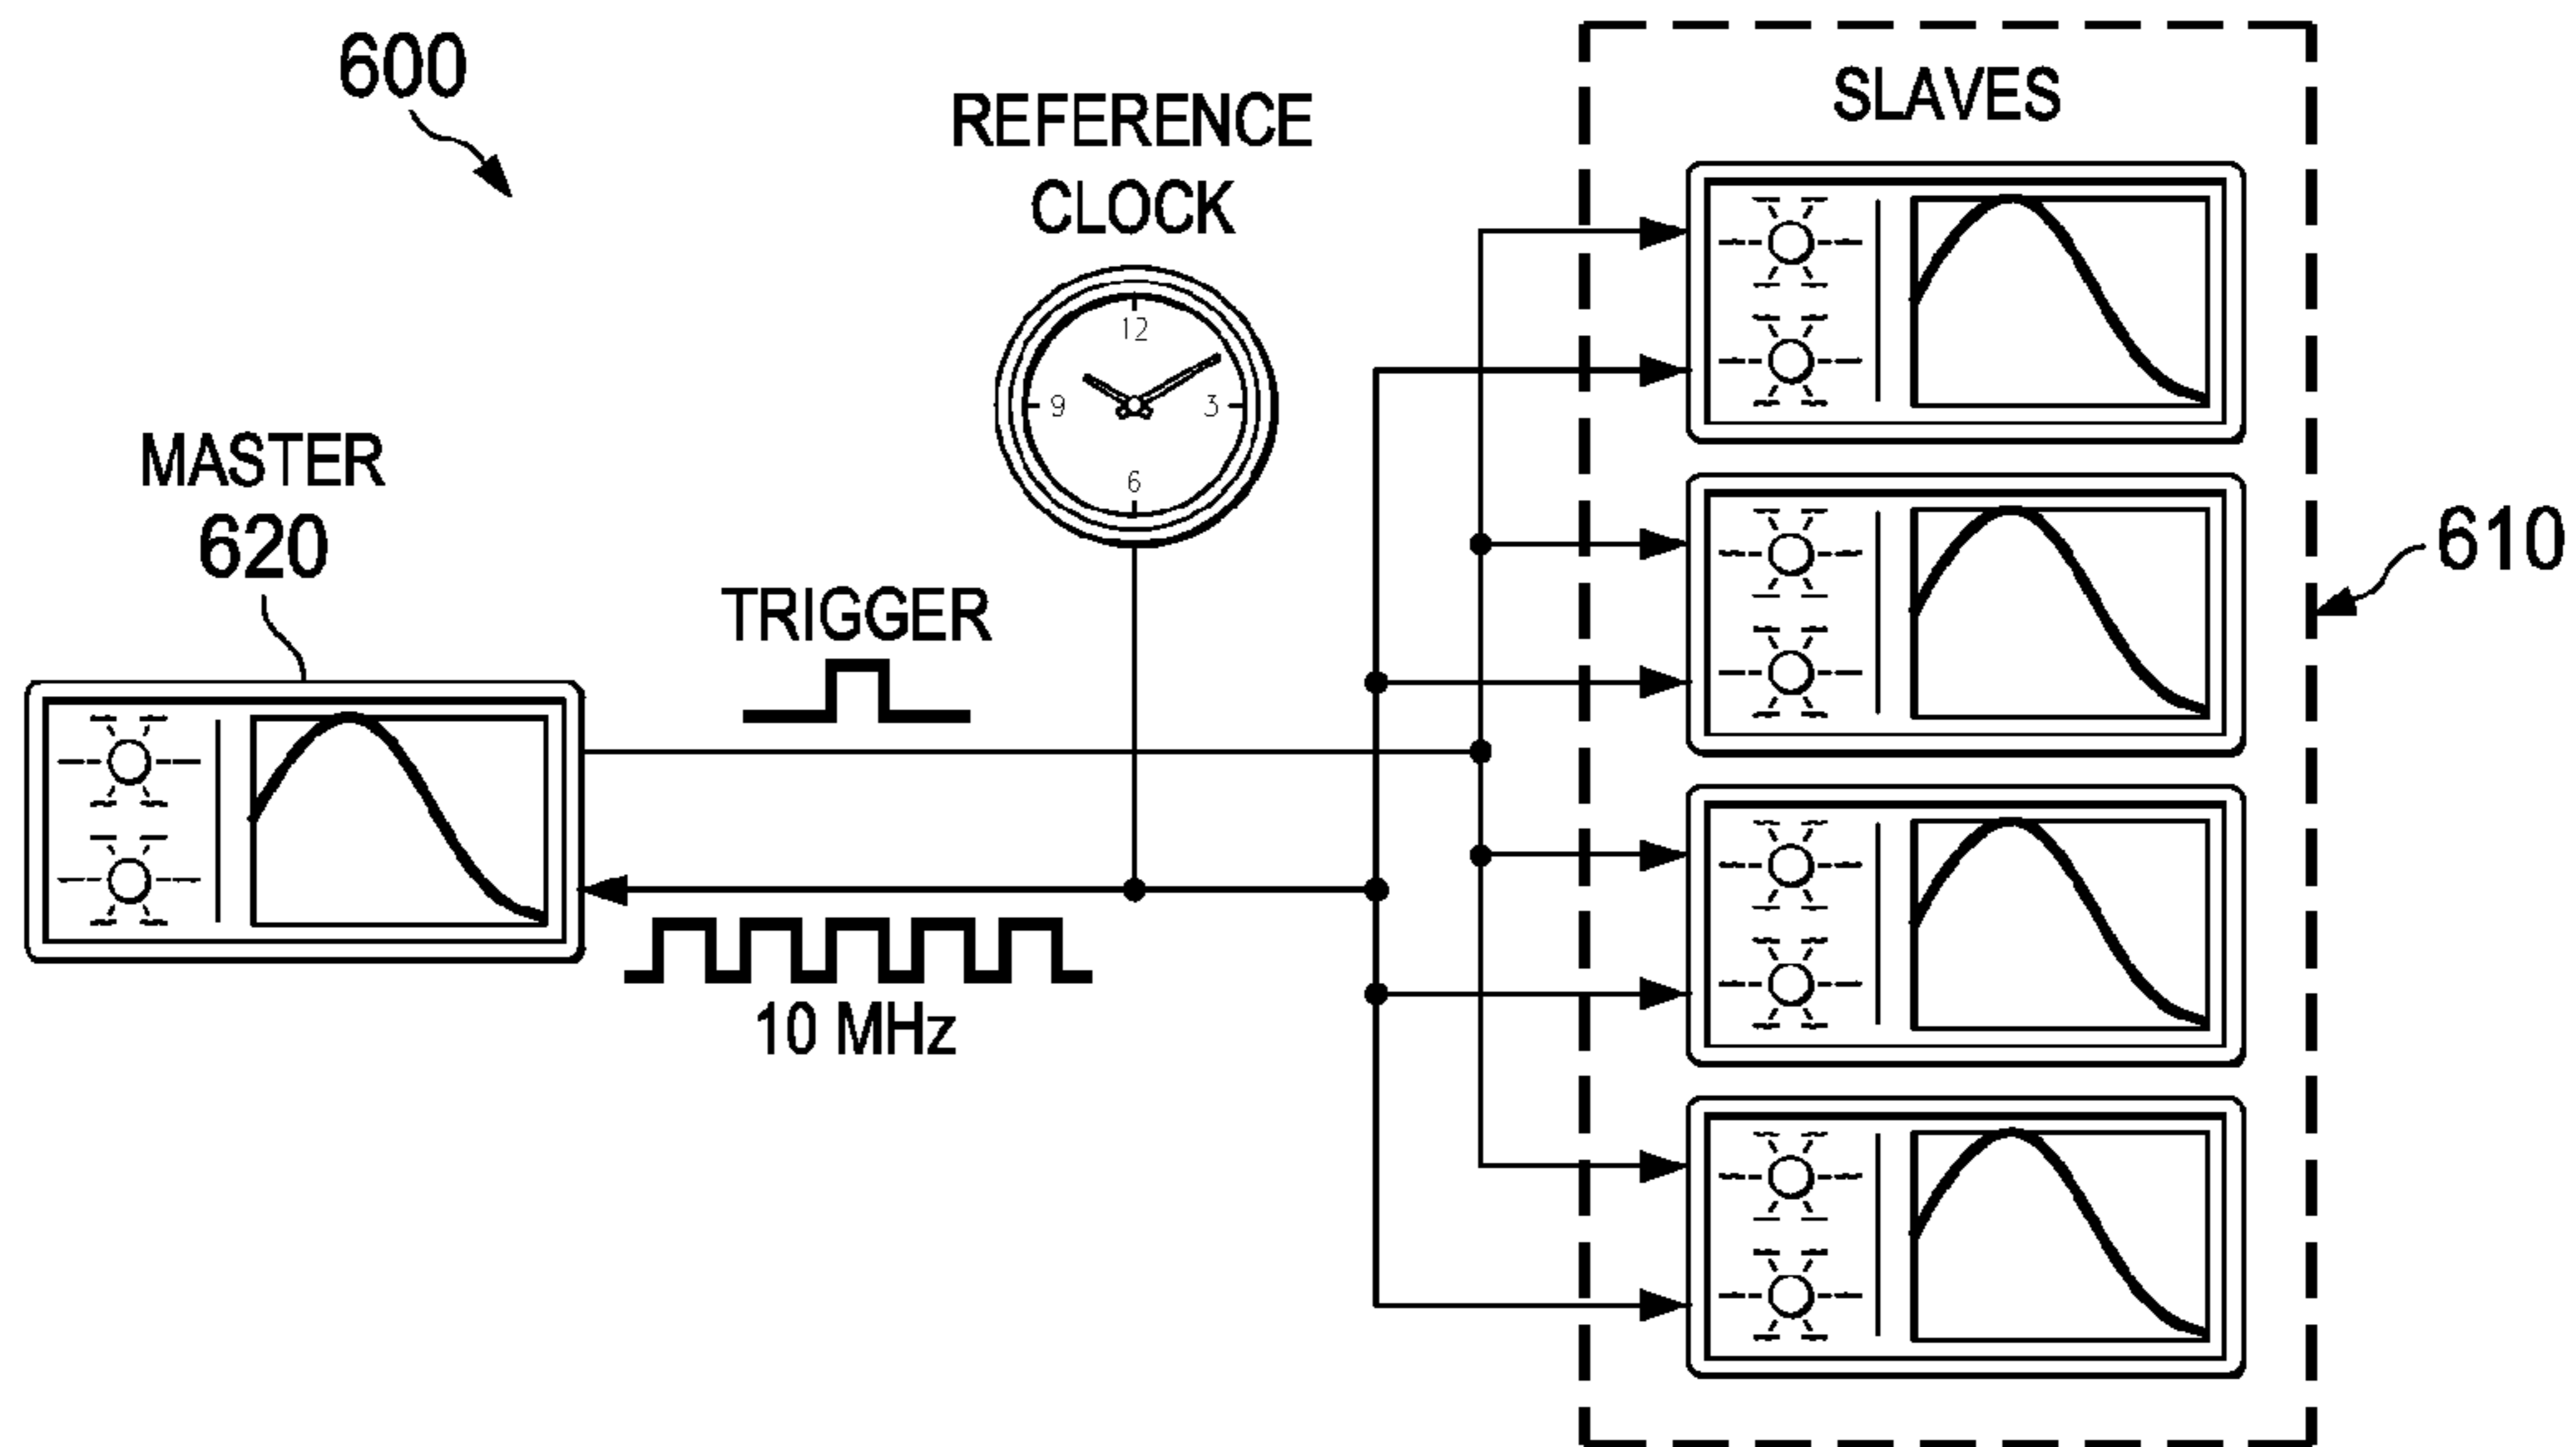 600
REFERENCE
CLOCK
12
9
3
6
SLAVES
MASTER
620
TRIGGER
610
10 MHz